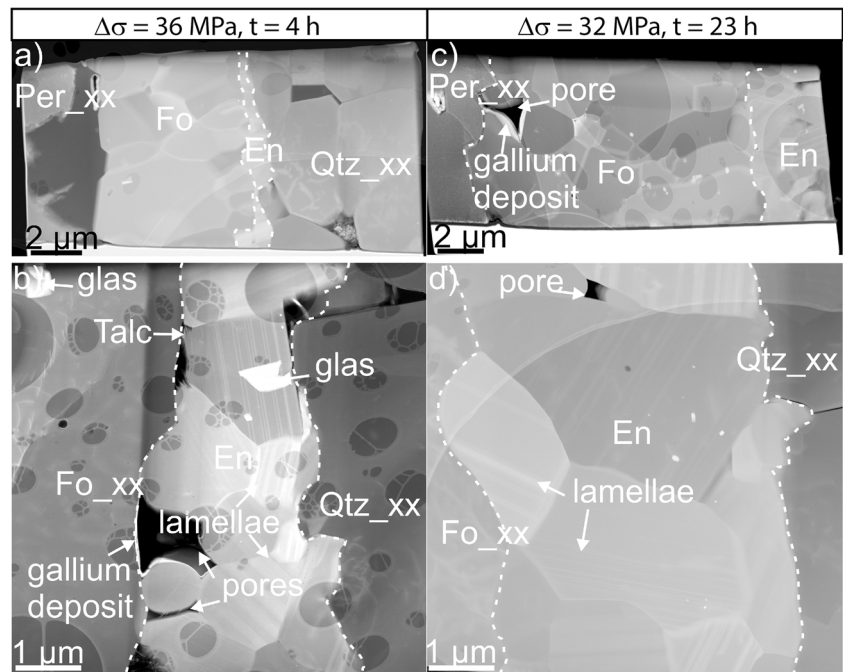 Δσ = 36 MPa, t = 4 h
Δσ = 32 MPa, t = 23 h
a)
Per_xx
Fo
En
Qtz_xx
2 µm
c)
Per_xx
pore
gallium
deposit
Fo
En
2 µm
b)
glas
Talc
glas
En
Fo_xx
Qtz_xx
lamellae
gallium
deposit
pores
1 µm
d)
pore
Qtz_xx
En
lamellae
Fo_xx
1 µm